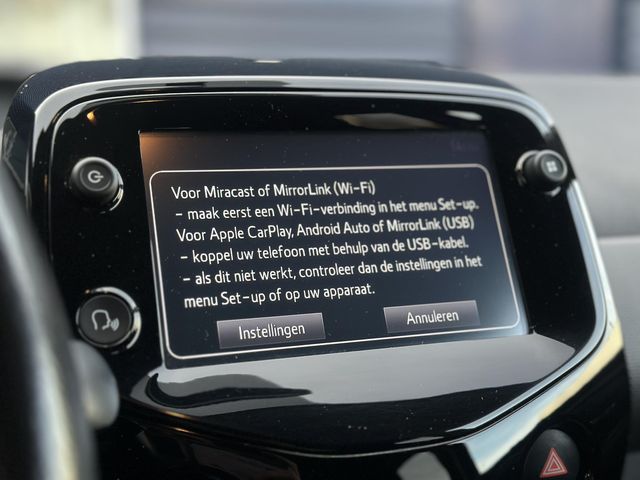 Voor Miracast of MirrorLink (Wi-Fi)
- maak eerst een Wi-Fi-verbinding in het menu Set-up.
Voor Apple CarPlay, Android Auto of MirrorLink (USB)
- koppel uw telefoon met behulp van de USB-kabel.
- als dit niet werkt, controleer dan de instellingen in het
menu Set-up of op uw apparaat.
Instellingen
Annuleren